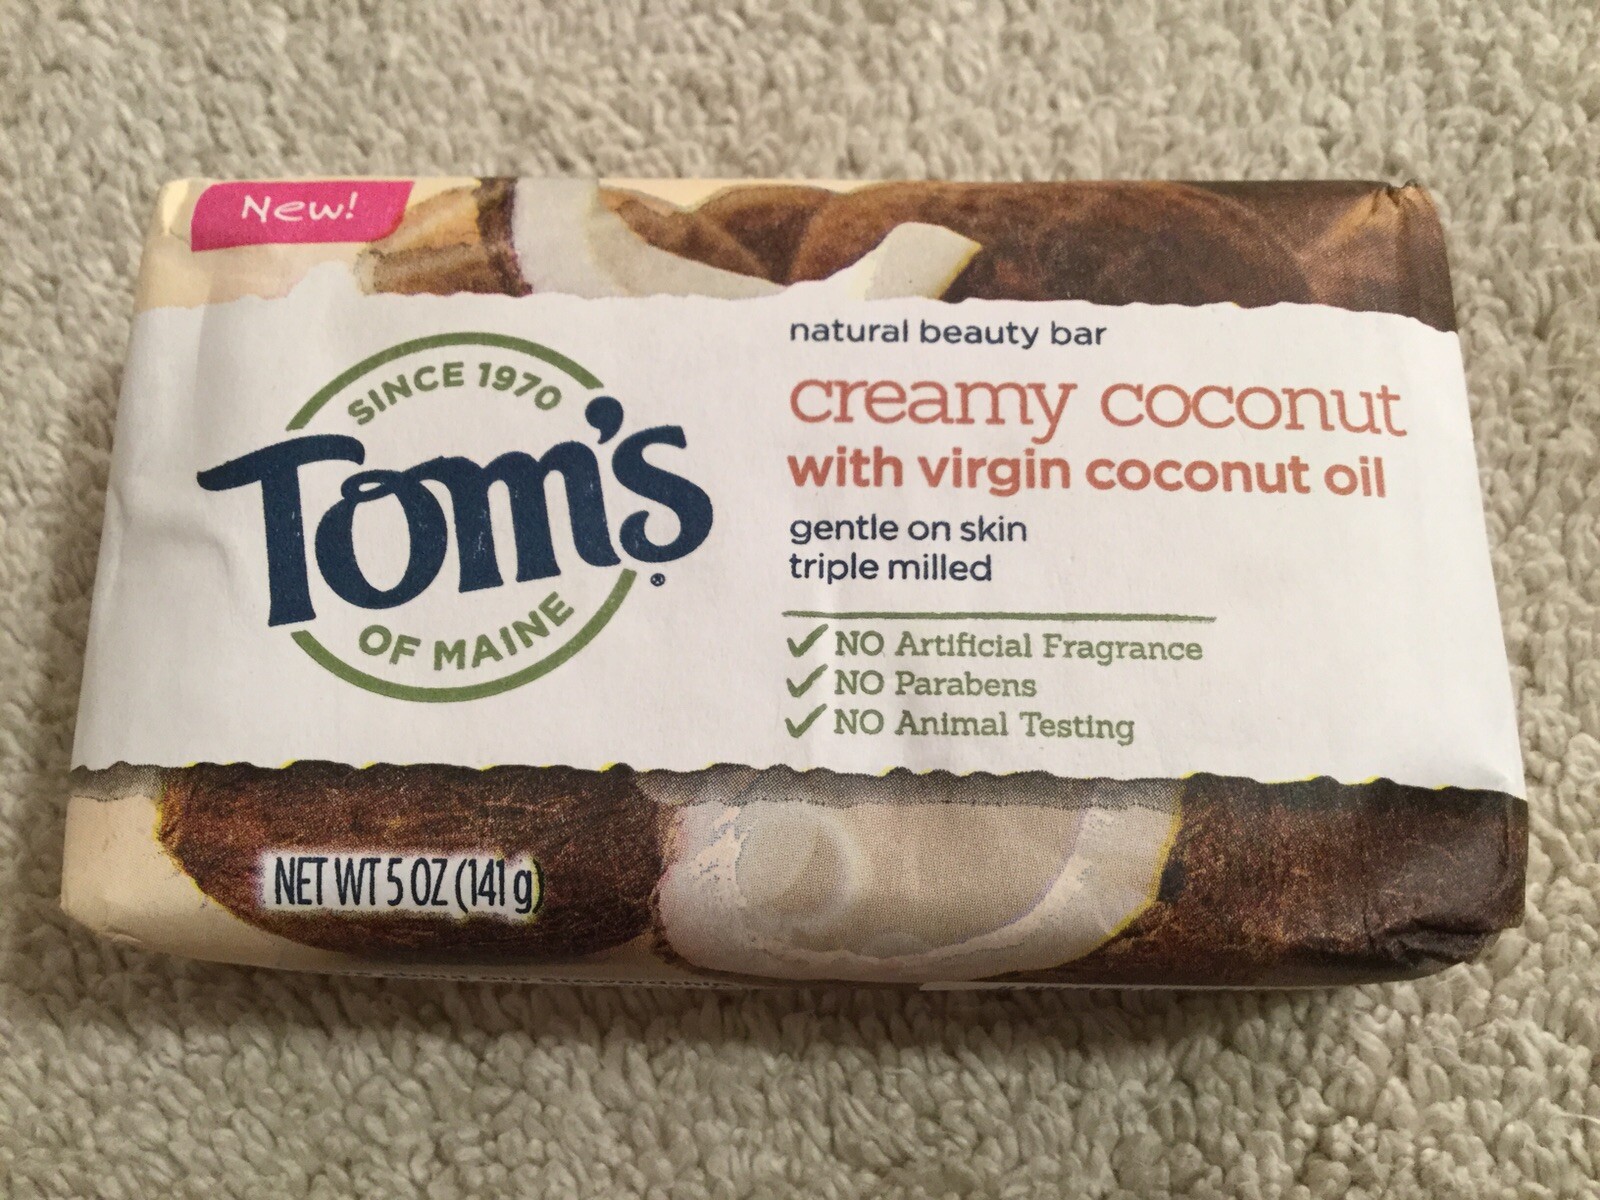 New!
SINCE 1970
Tom's
®
OF MAINE
natural beauty bar
creamy coconut
with virgin coconut oil
gentle on skin
triple milled
✓ NO Artificial Fragrance
✓ NO Parabens
✓ NO Animal Testing
NET WT 5 OZ (141 g)